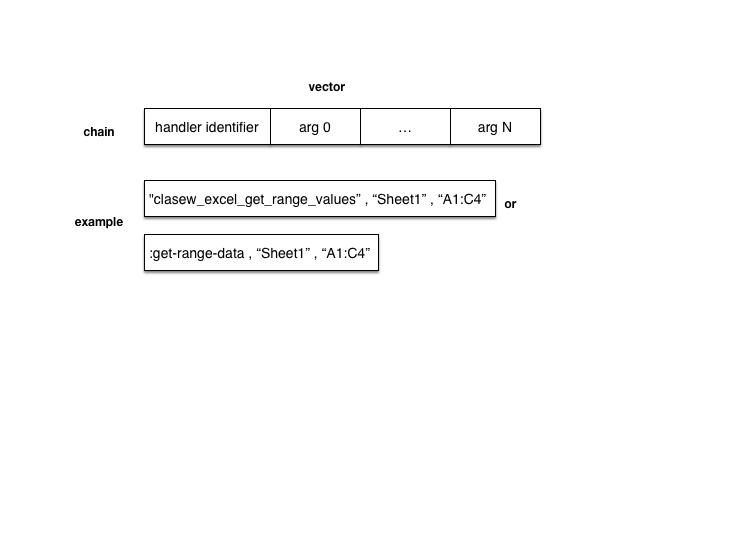 vector
chain
handler identifier
arg 0
...
arg N
"clasew_excel_get_range_values” , “Sheet1” , “A1:C4”
or
example
:get-range-data , “Sheet1” , “A1:C4”